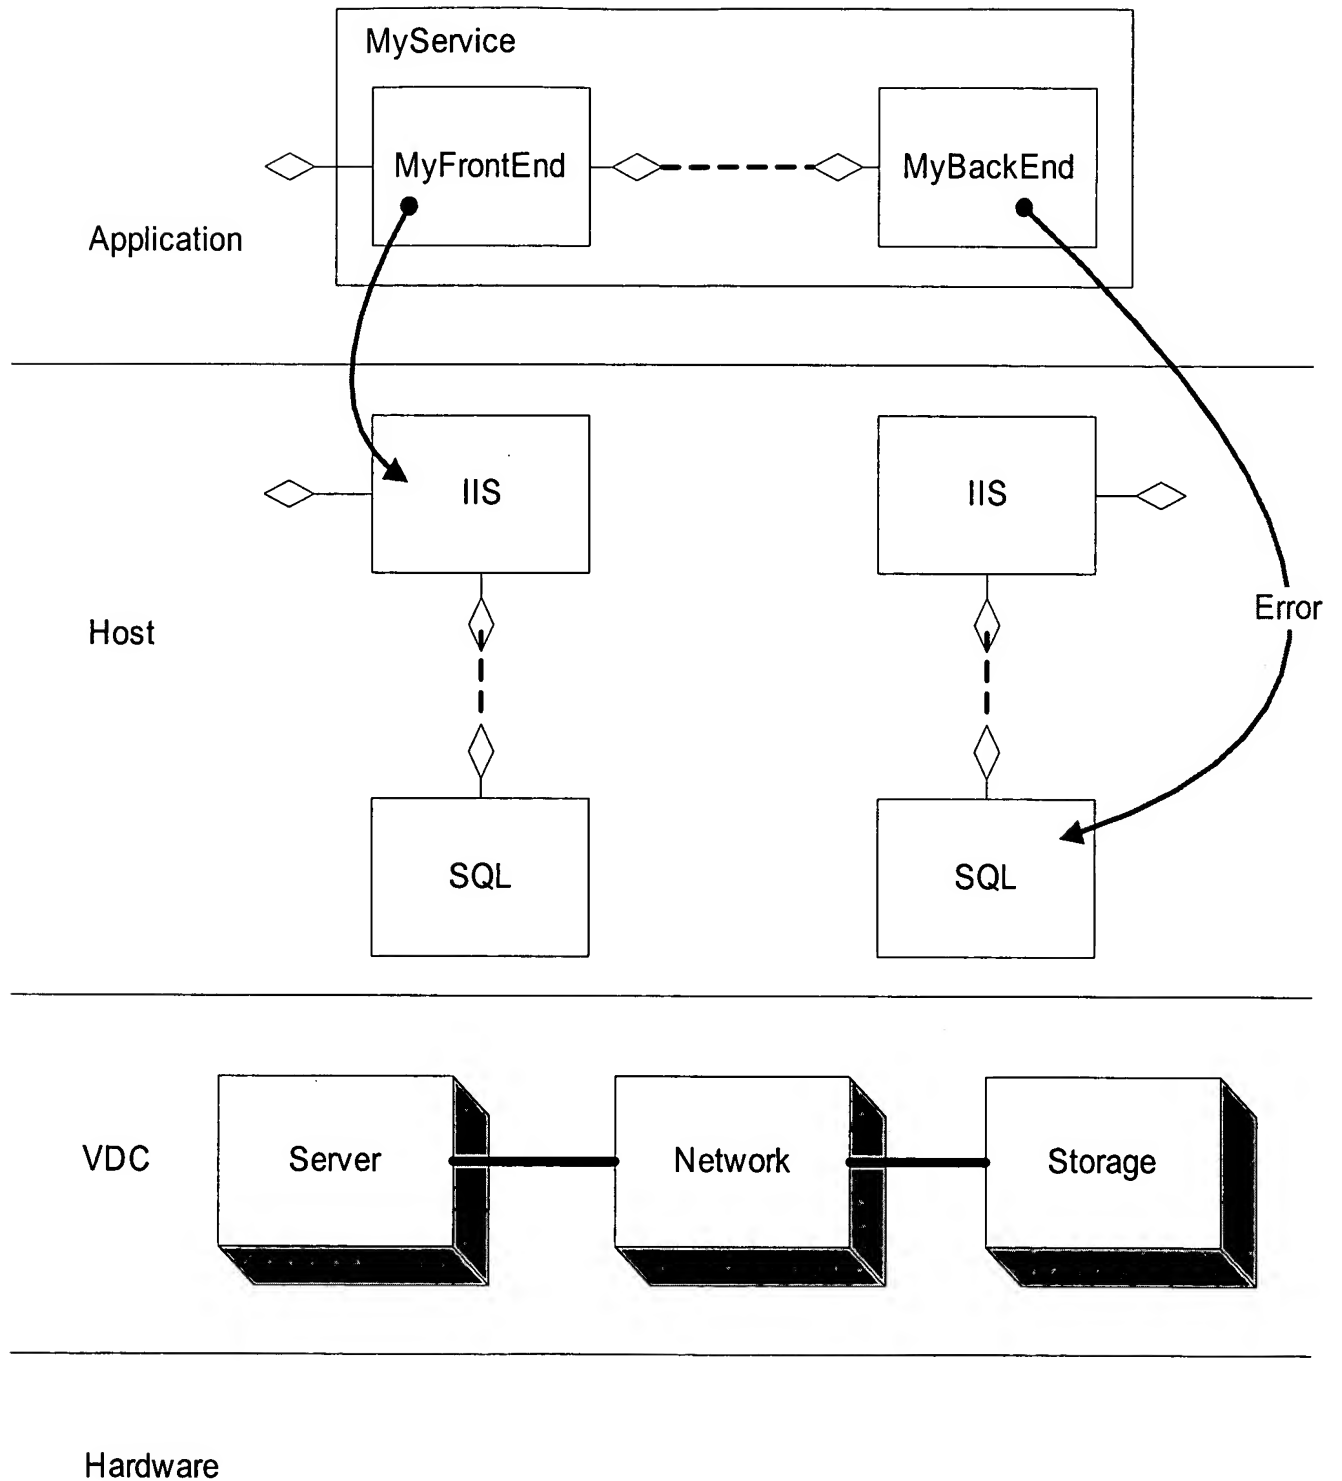 MyService
MyFrontEnd
MyBackEnd
Application
IIS
IIS
Error
Host
SQL
SQL
VDC
Server
Network
Storage
Hardware